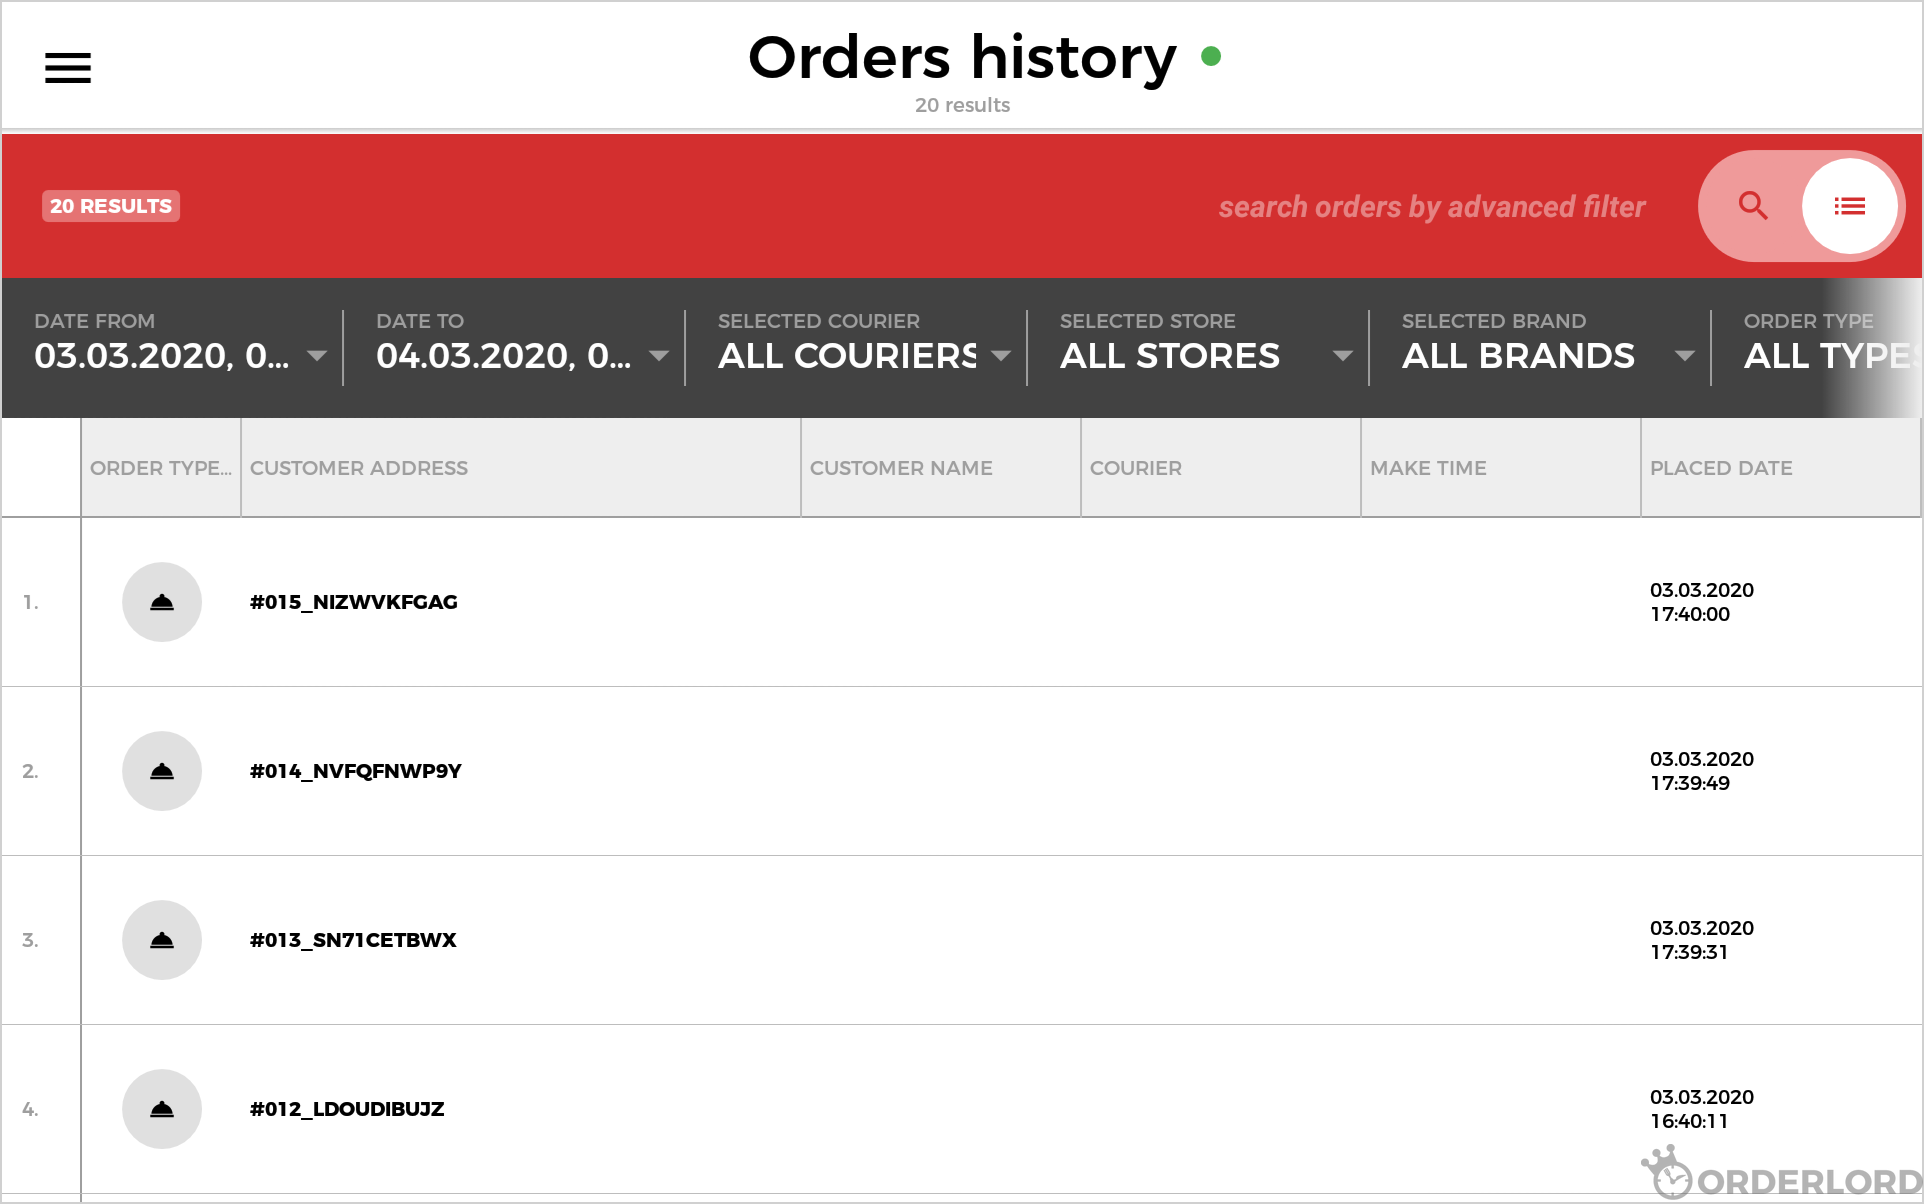 Orders history
20 results
20 RESULTS
search orders by advanced filter
DATE FROM
03.03.2020, 0...
DATE TO
04.03.2020, 0...
SELECTED COURIER
ALL COURIERS
SELECTED STORE
ALL STORES
SELECTED BRAND
ALL BRANDS
ORDER TYPE
ALL TYPES
ORDER TYPE...
CUSTOMER ADDRESS
CUSTOMER NAME
COURIER
MAKE TIME
PLACED DATE
1.
#015_NIZWVKFGAG
03.03.2020
17:40:00
2.
#014_NVFQFNWP9Y
03.03.2020
17:39:49
3.
#013_SN71CETBWX
03.03.2020
17:39:31
4.
#012_LDOUDIBUJZ
03.03.2020
16:40:11
ORDERLORD